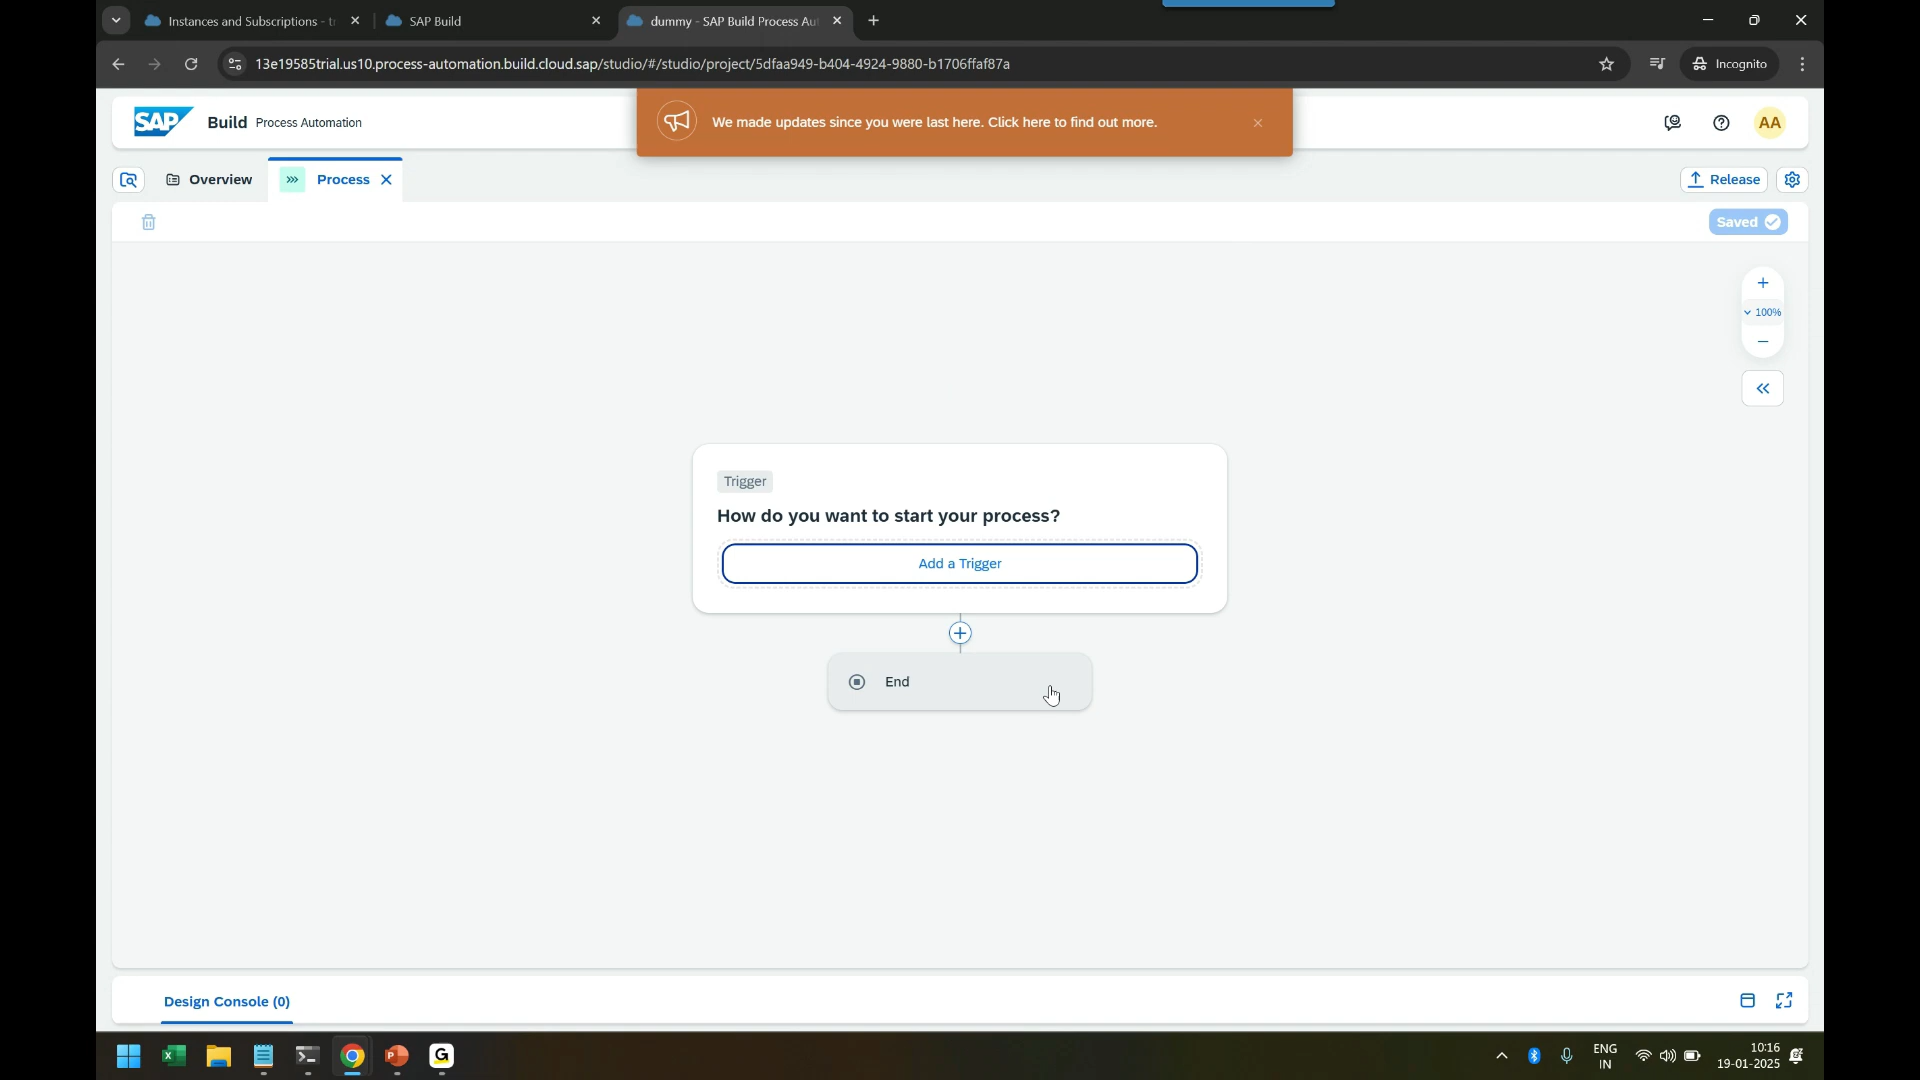 Instances and Subscriptions - t
SAP Build
dummy - SAP Build Process Aut
13e19585trial.us10.process-automation.build.cloud.sap/studio/#/studio/project/5dfaa949-b404-4924-9880-b1706ffaf87a
Incognito
SAP Build Process Automation
We made updates since you were last here. Click here to find out more.
AA
Overview
Process
Release
Saved
100%
Trigger
How do you want to start your process?
Add a Trigger
End
Design Console (0)
ENG
IN
10:16
19-01-2025